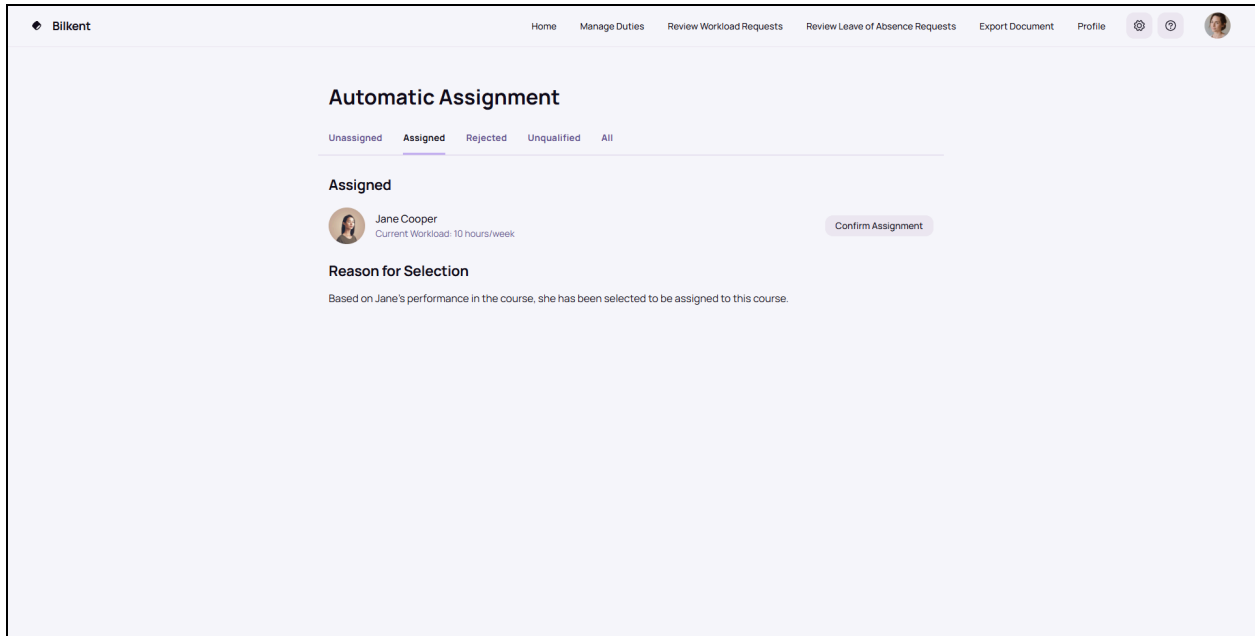 Bilkent
Home Manage Duties Review Workload Requests Review Leave of Absence Requests Export Document Profile
Automatic Assignment
Unassigned Assigned Rejected Unqualified All
Assigned
Jane Cooper
Current Workload: 10 hours/week
Confirm Assignment
Reason for Selection
Based on Jane's performance in the course, she has been selected to be assigned to this course.